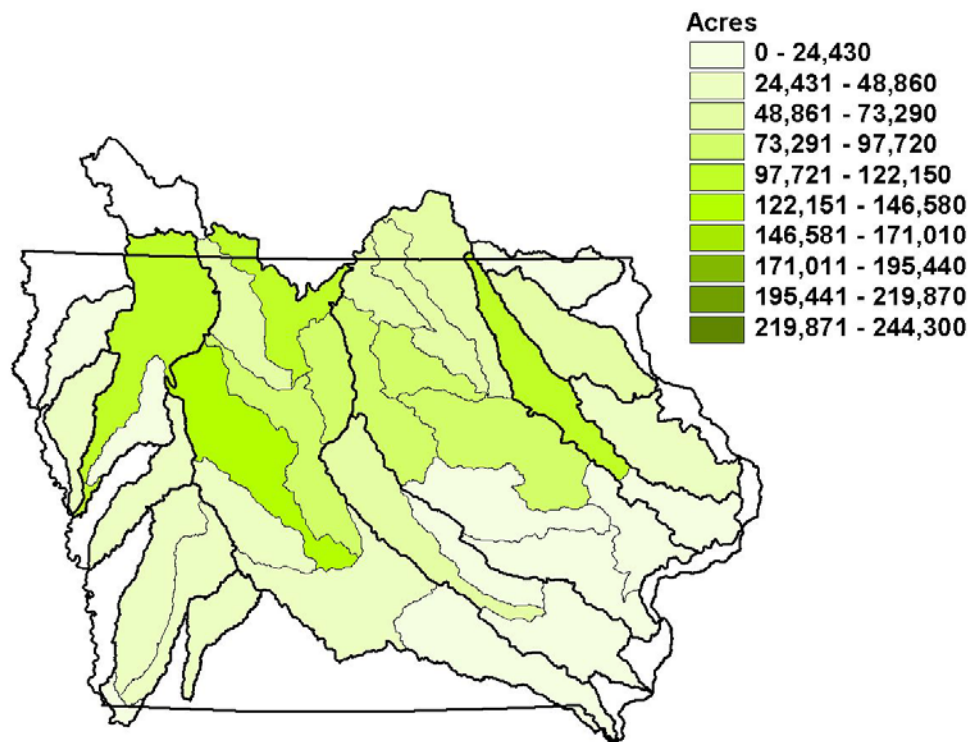 Acres
0 - 24,430
24,431 - 48,860
48,861 - 73,290
73,291 - 97,720
97,721 - 122,150
122,151 - 146,580
146,581 - 171,010
171,011 - 195,440
195,441 - 219,870
219,871 - 244,300